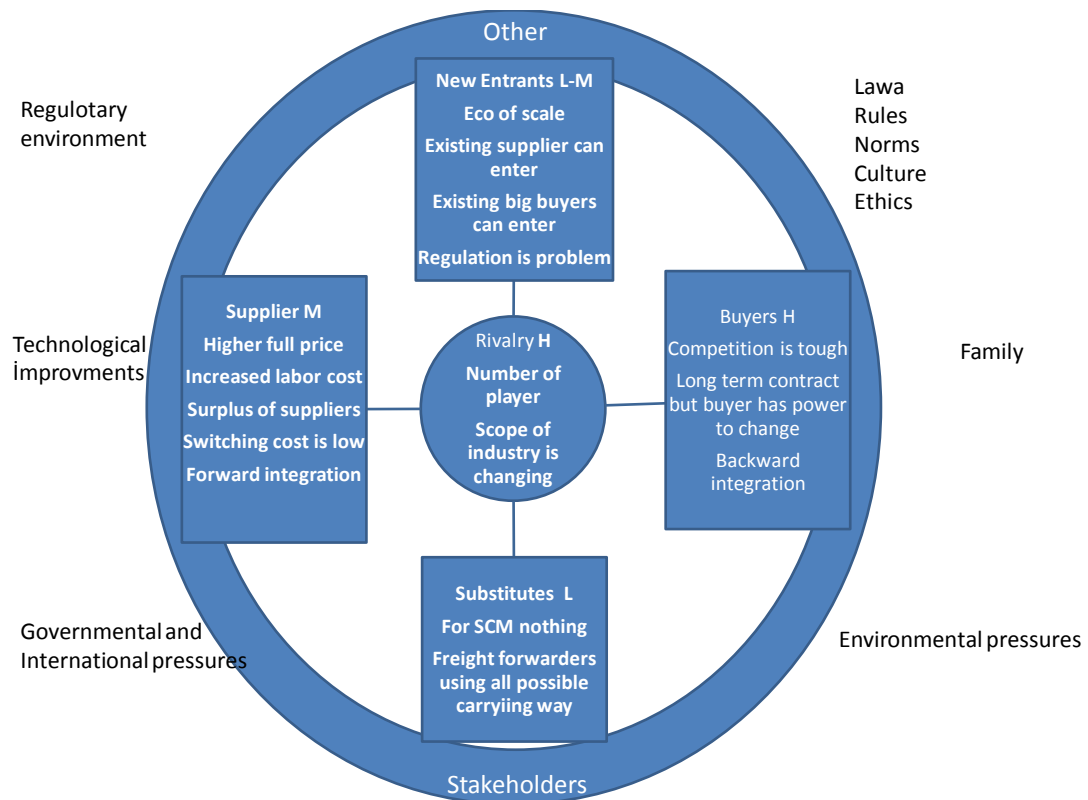 Other
New Entrants L-M
Eco of scale
Existing supplier can
enter
Existing big buyers
can enter
Regulation is problem
Regulotary
environment
Lawa
Rules
Norms
Culture
Ethics
Supplier M
Higher full price
Increased labor cost
Surplus of suppliers
Switching cost is low
Forward integration
Rivalry H
Number of
player
Scope of
industry is
changing
Buyers H
Competition is tough
Long term contract
but buyer has power
to change
Backward
integration
Technological
İmprovments
Family
Substitutes L
For SCM nothing
Freight forwarders
using all possible
carryiing way
Governmental and
International pressures
Environmental pressures
Stakeholders